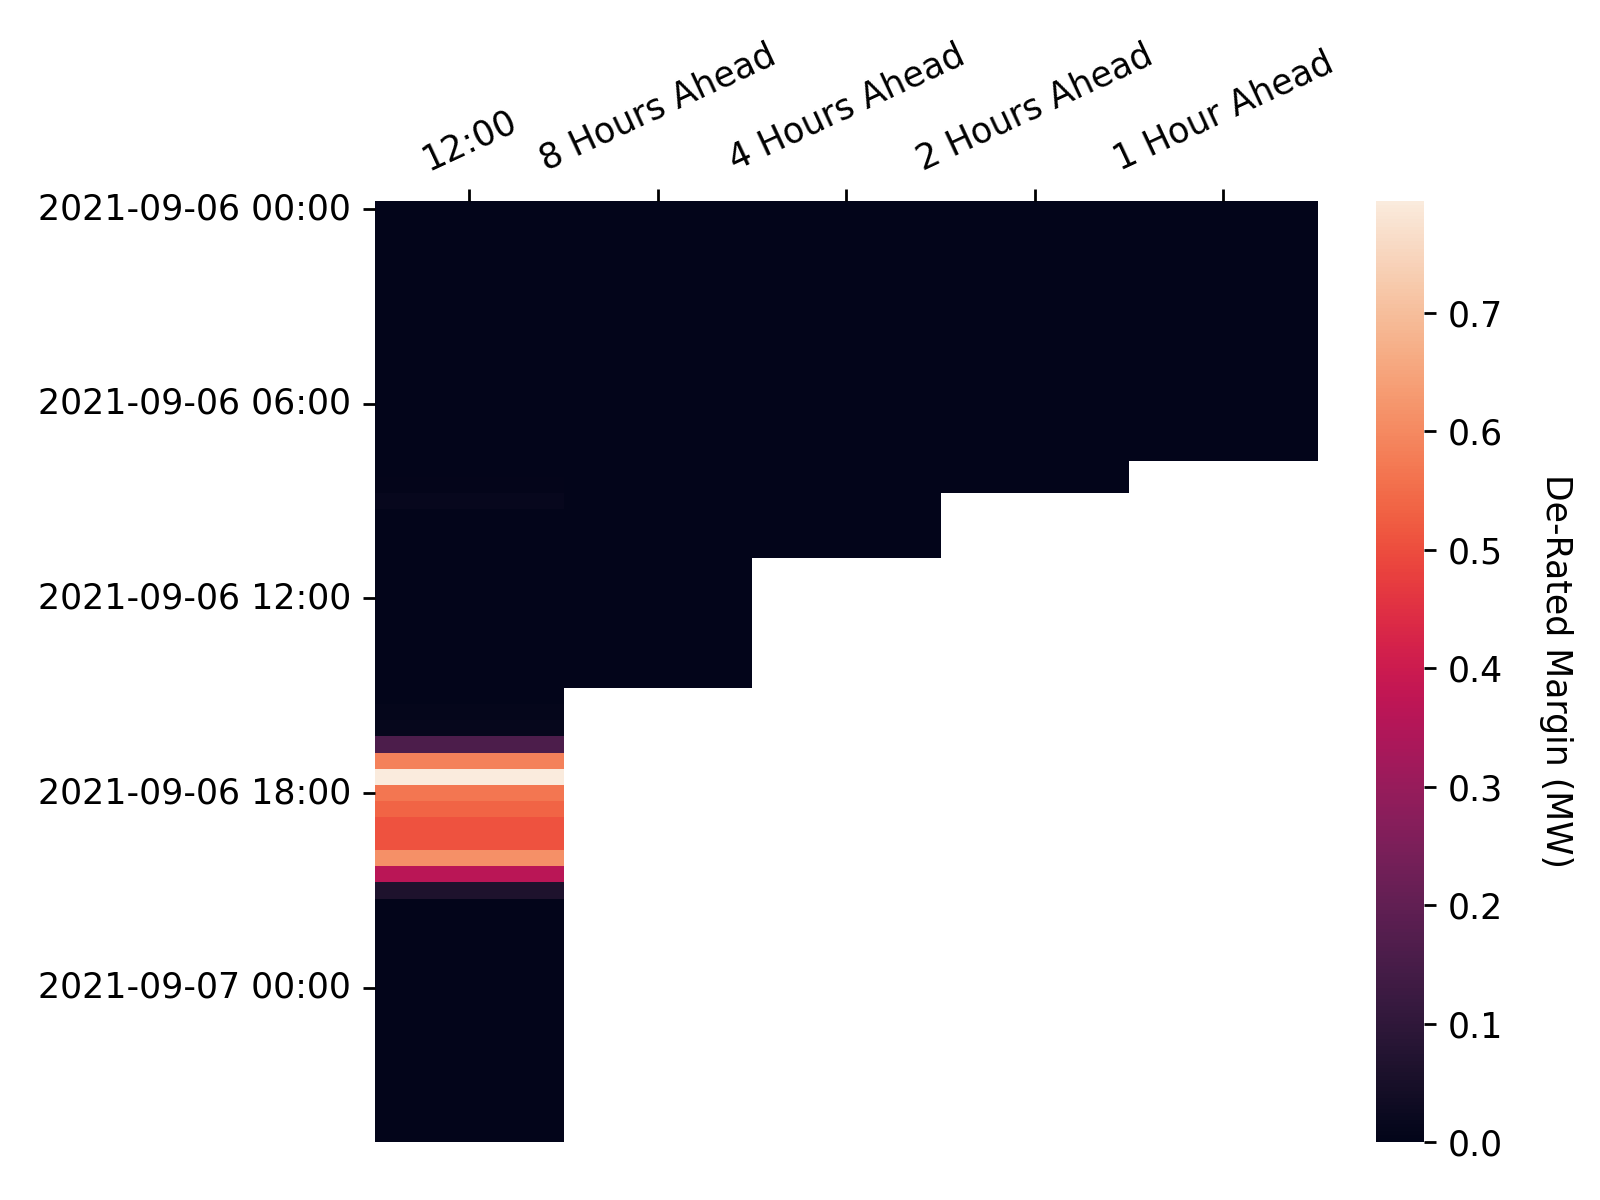 12:00
8 Hours Ahead
4 Hours Ahead
2 Hours Ahead
1 Hour Ahead
2021-09-06 00:00
2021-09-06 06:00
2021-09-06 12:00
2021-09-06 18:00
2021-09-07 00:00
0.7
0.6
0.5
0.4
0.3
0.2
0.1
0.0
De-Rated Margin (MW)